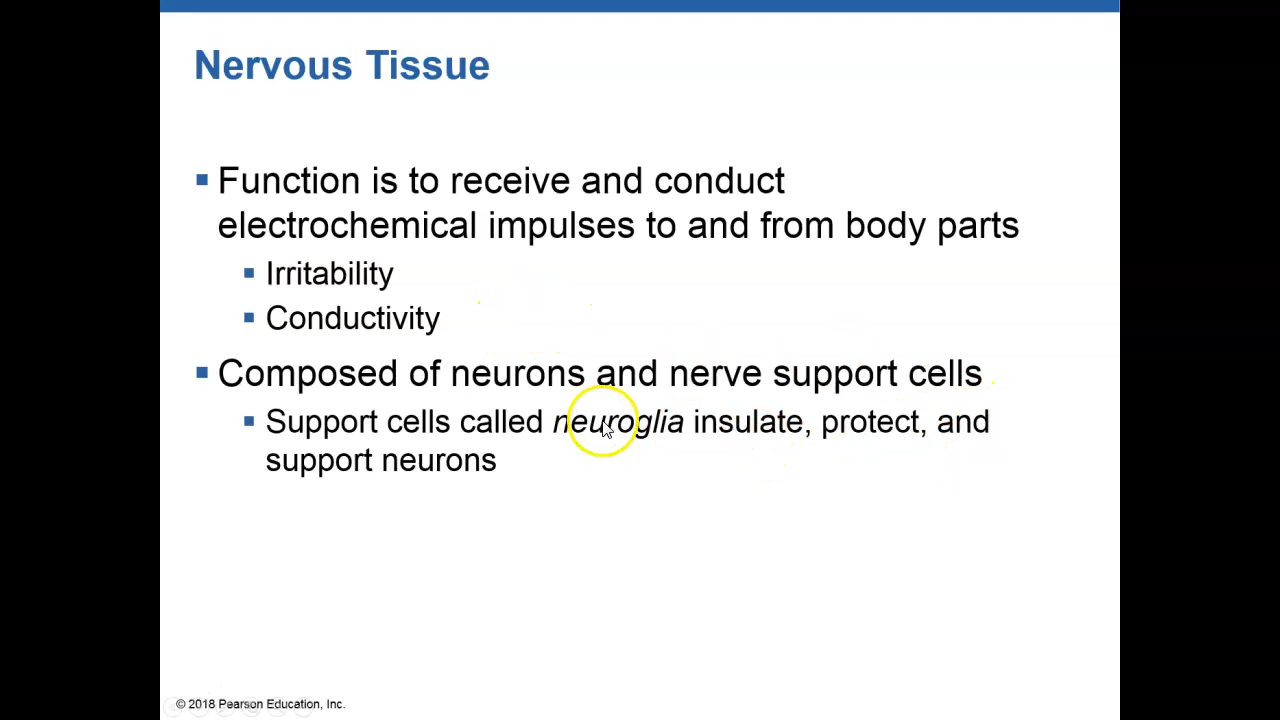 Nervous Tissue
Function is to receive and conduct
electrochemical impulses to and from body parts
Irritability
Conductivity
Composed of neurons and nerve support cells
Support cells called neuroglia insulate, protect, and
support neurons
© 2018 Pearson Education, Inc.